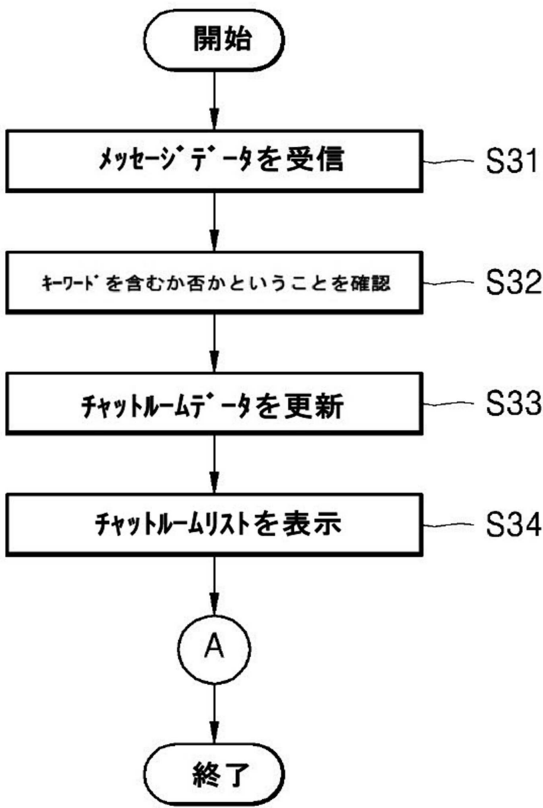 開始
メッセージデータを受信 S31
キーワードを含むか否かということを確認 S32
チャットルームデータを更新 S33
チャットルームリストを表示 S34
A
終了